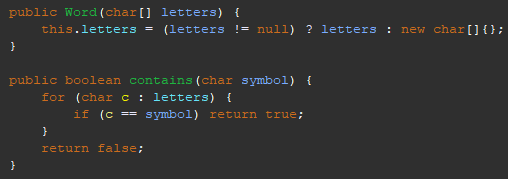 public Word(char[] letters) {
    this.letters = (letters != null) ? letters : new char[]{};
}

public boolean contains(char symbol) {
    for (char c : letters) {
        if (c == symbol) return true;
    }
    return false;
}